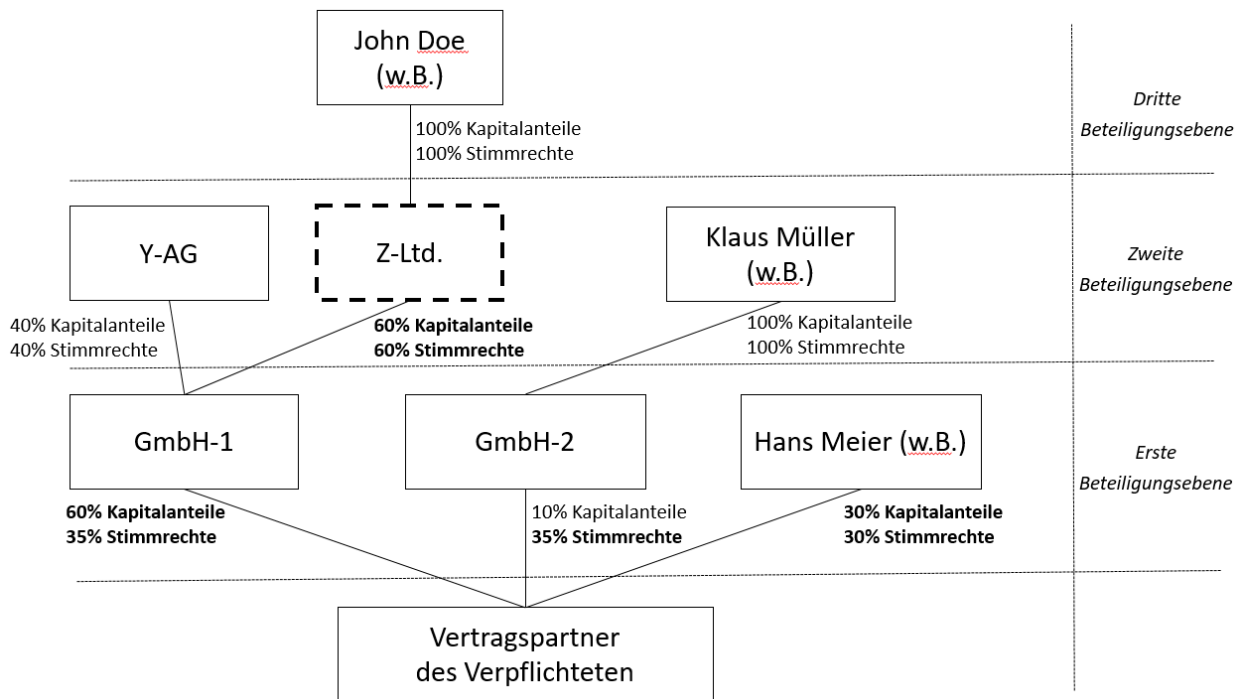 John Doe
(w.B.)
100% Kapitalanteile
100% Stimmrechte
Dritte
Beteiligungsebene
Y-AG
Z-Ltd.
Klaus Müller
(w.B.)
Zweite
Beteiligungsebene
40% Kapitalanteile
40% Stimmrechte
60% Kapitalanteile
60% Stimmrechte
100% Kapitalanteile
100% Stimmrechte
GmbH-1
GmbH-2
Hans Meier (w.B.)
Erste
Beteiligungsebene
60% Kapitalanteile
35% Stimmrechte
10% Kapitalanteile
35% Stimmrechte
30% Kapitalanteile
30% Stimmrechte
Vertragspartner
des Verpflichteten